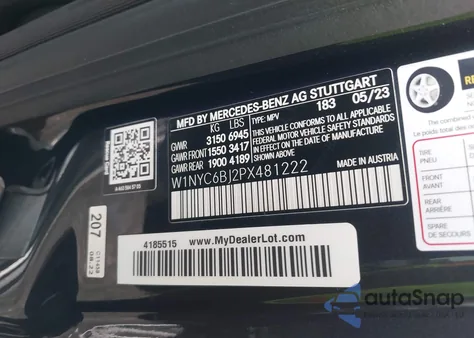 MFD BY MERCEDES-BENZ AG STUTTGART
KG LBS TYPE: MPV 183 05/23
GVWR 3150 6945
GAWR FRONT 1550 3417
GAWR REAR 1900 4189
THIS VEHICLE CONFORMS TO ALL APPLICABLE
FEDERAL MOTOR VEHICLE SAFETY STANDARDS IN EFFECT
ON THE DATE OF MANUFACTURE SHOWN ABOVE
W1NYC6BJ2PX481222 MADE IN AUSTRIA
Rescue Card
207
4185515
www.MyDealerLot.com
TIRE
PNEU
FRONT
AVANT
REAR
ARRIÈRE
SPARE
DE SECOURS
autoSnap